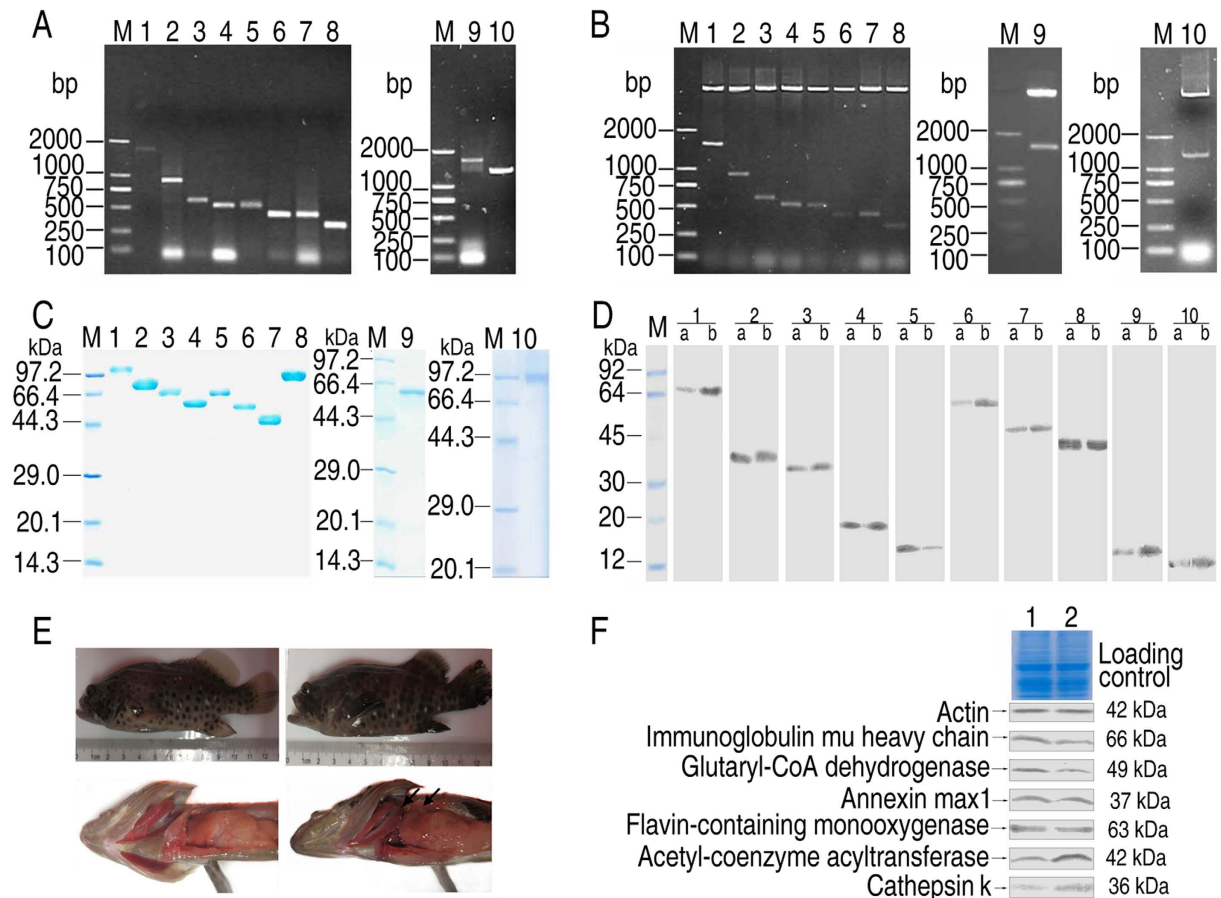 A
M 1 2 3 4 5 6 7 8
bp
2000
1000
750
500
250
100
M 9 10
bp
2000
1000
750
500
250
100
B
M 1 2 3 4 5 6 7 8
bp
2000
1000
750
500
250
100
M 9
bp
2000
1000
750
500
250
100
M 10
bp
2000
1000
750
500
250
100
C
M 1 2 3 4 5 6 7 8
kDa
97.2
66.4
44.3
29.0
20.1
14.3
M 9
kDa
97.2
66.4
44.3
29.0
20.1
14.3
M 10
kDa
97.2
66.4
44.3
29.0
20.1
D
M
1 2 3 4 5 6 7 8 9 10
a b a b a b a b a b a b a b a b a b a b
kDa
92
64
45
30
20
12
E
F
1 2
Loading
control
Actin 42 kDa
Immunoglobulin mu heavy chain 66 kDa
Glutaryl-CoA dehydrogenase 49 kDa
Annexin max1 37 kDa
Flavin-containing monooxygenase 63 kDa
Acetyl-coenzyme acyltransferase 42 kDa
Cathepsin k 36 kDa